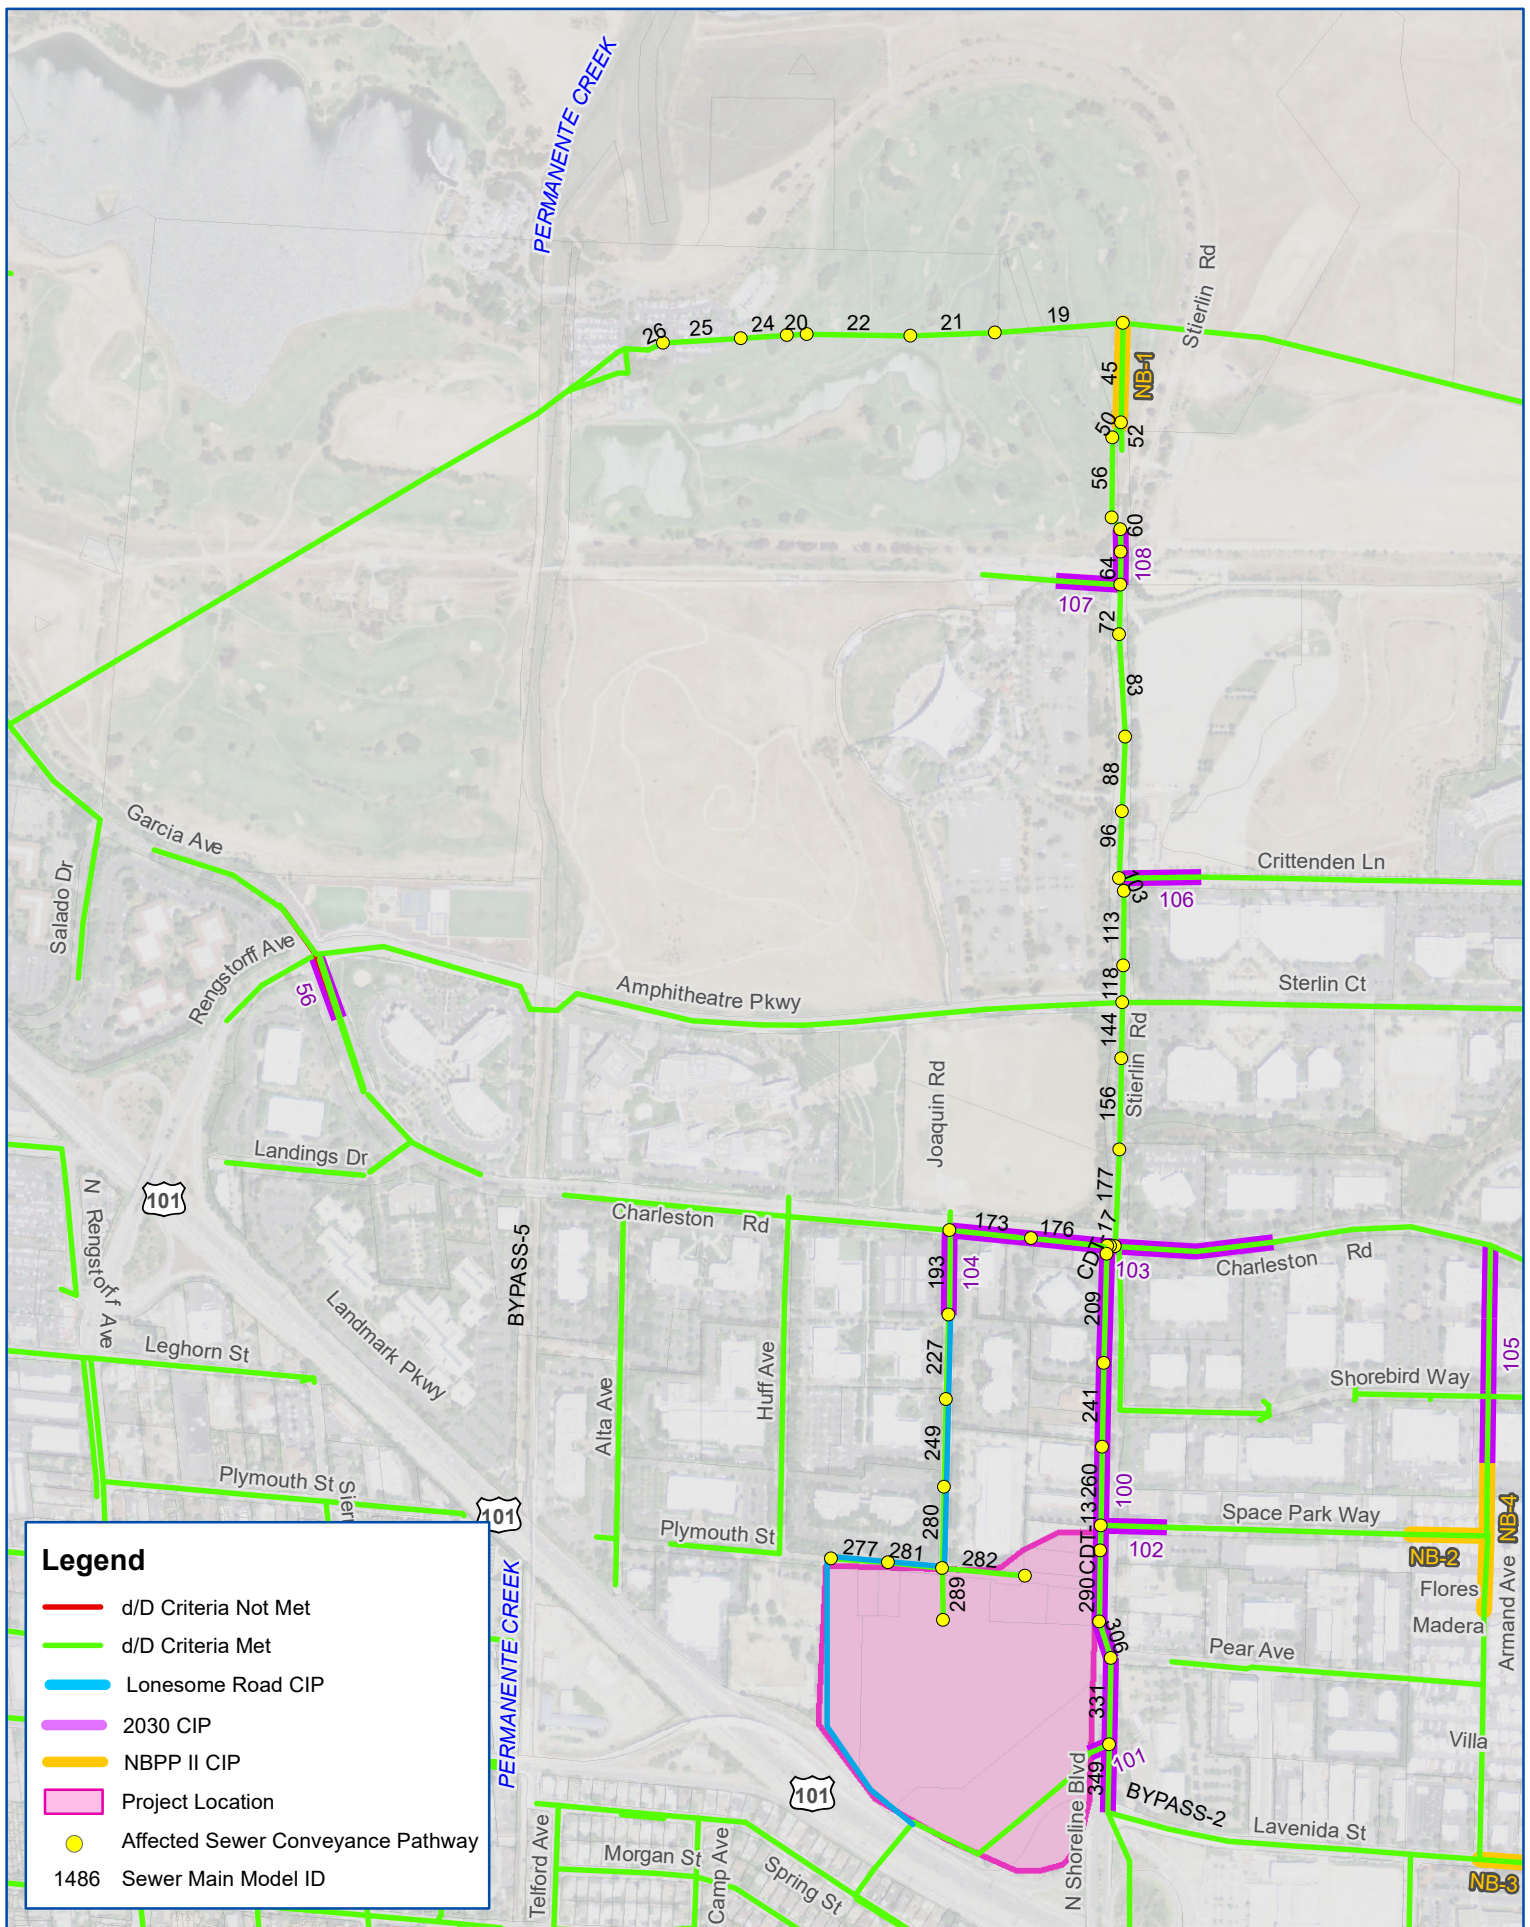 PERMANENTE CREEK
Stierlin Rd
26
25
24
20
22
21
19
45
NB-1
50
52
56
60
108
64
107
72
83
88
96
Crittenden Ln
103
106
113
118
Sterlin Ct
144
Stierlin Rd
156
177
Garcia Ave
Salado Dr
Rengstorff Ave
56
Amphitheatre Pkwy
Joaquin Rd
Landings Dr
101
N Rengstorff Ave
Charleston Rd
173
176
CDT-17
103
Charleston Rd
193
104
209
BYPASS-5
Landmark Pkwy
Leghorn St
227
241
Shorebird Way
105
Alta Ave
Huff Ave
249
260
100
Plymouth St
Sierr
101
Plymouth St
280
CDT-13
Space Park Way
102
NB-2
NB-4
277
281
282
289
290
Flores
Madera
Armand Ave
306
Pear Ave
331
Villa
PERMANENTE CREEK
101
N Shoreline Blvd
349
101
BYPASS-2
Lavenida St
NB-3
Telford Ave
Morgan St
Camp Ave
Spring St
Legend
d/D Criteria Not Met
d/D Criteria Met
Lonesome Road CIP
2030 CIP
NBPP II CIP
Project Location
Affected Sewer Conveyance Pathway
1486 Sewer Main Model ID